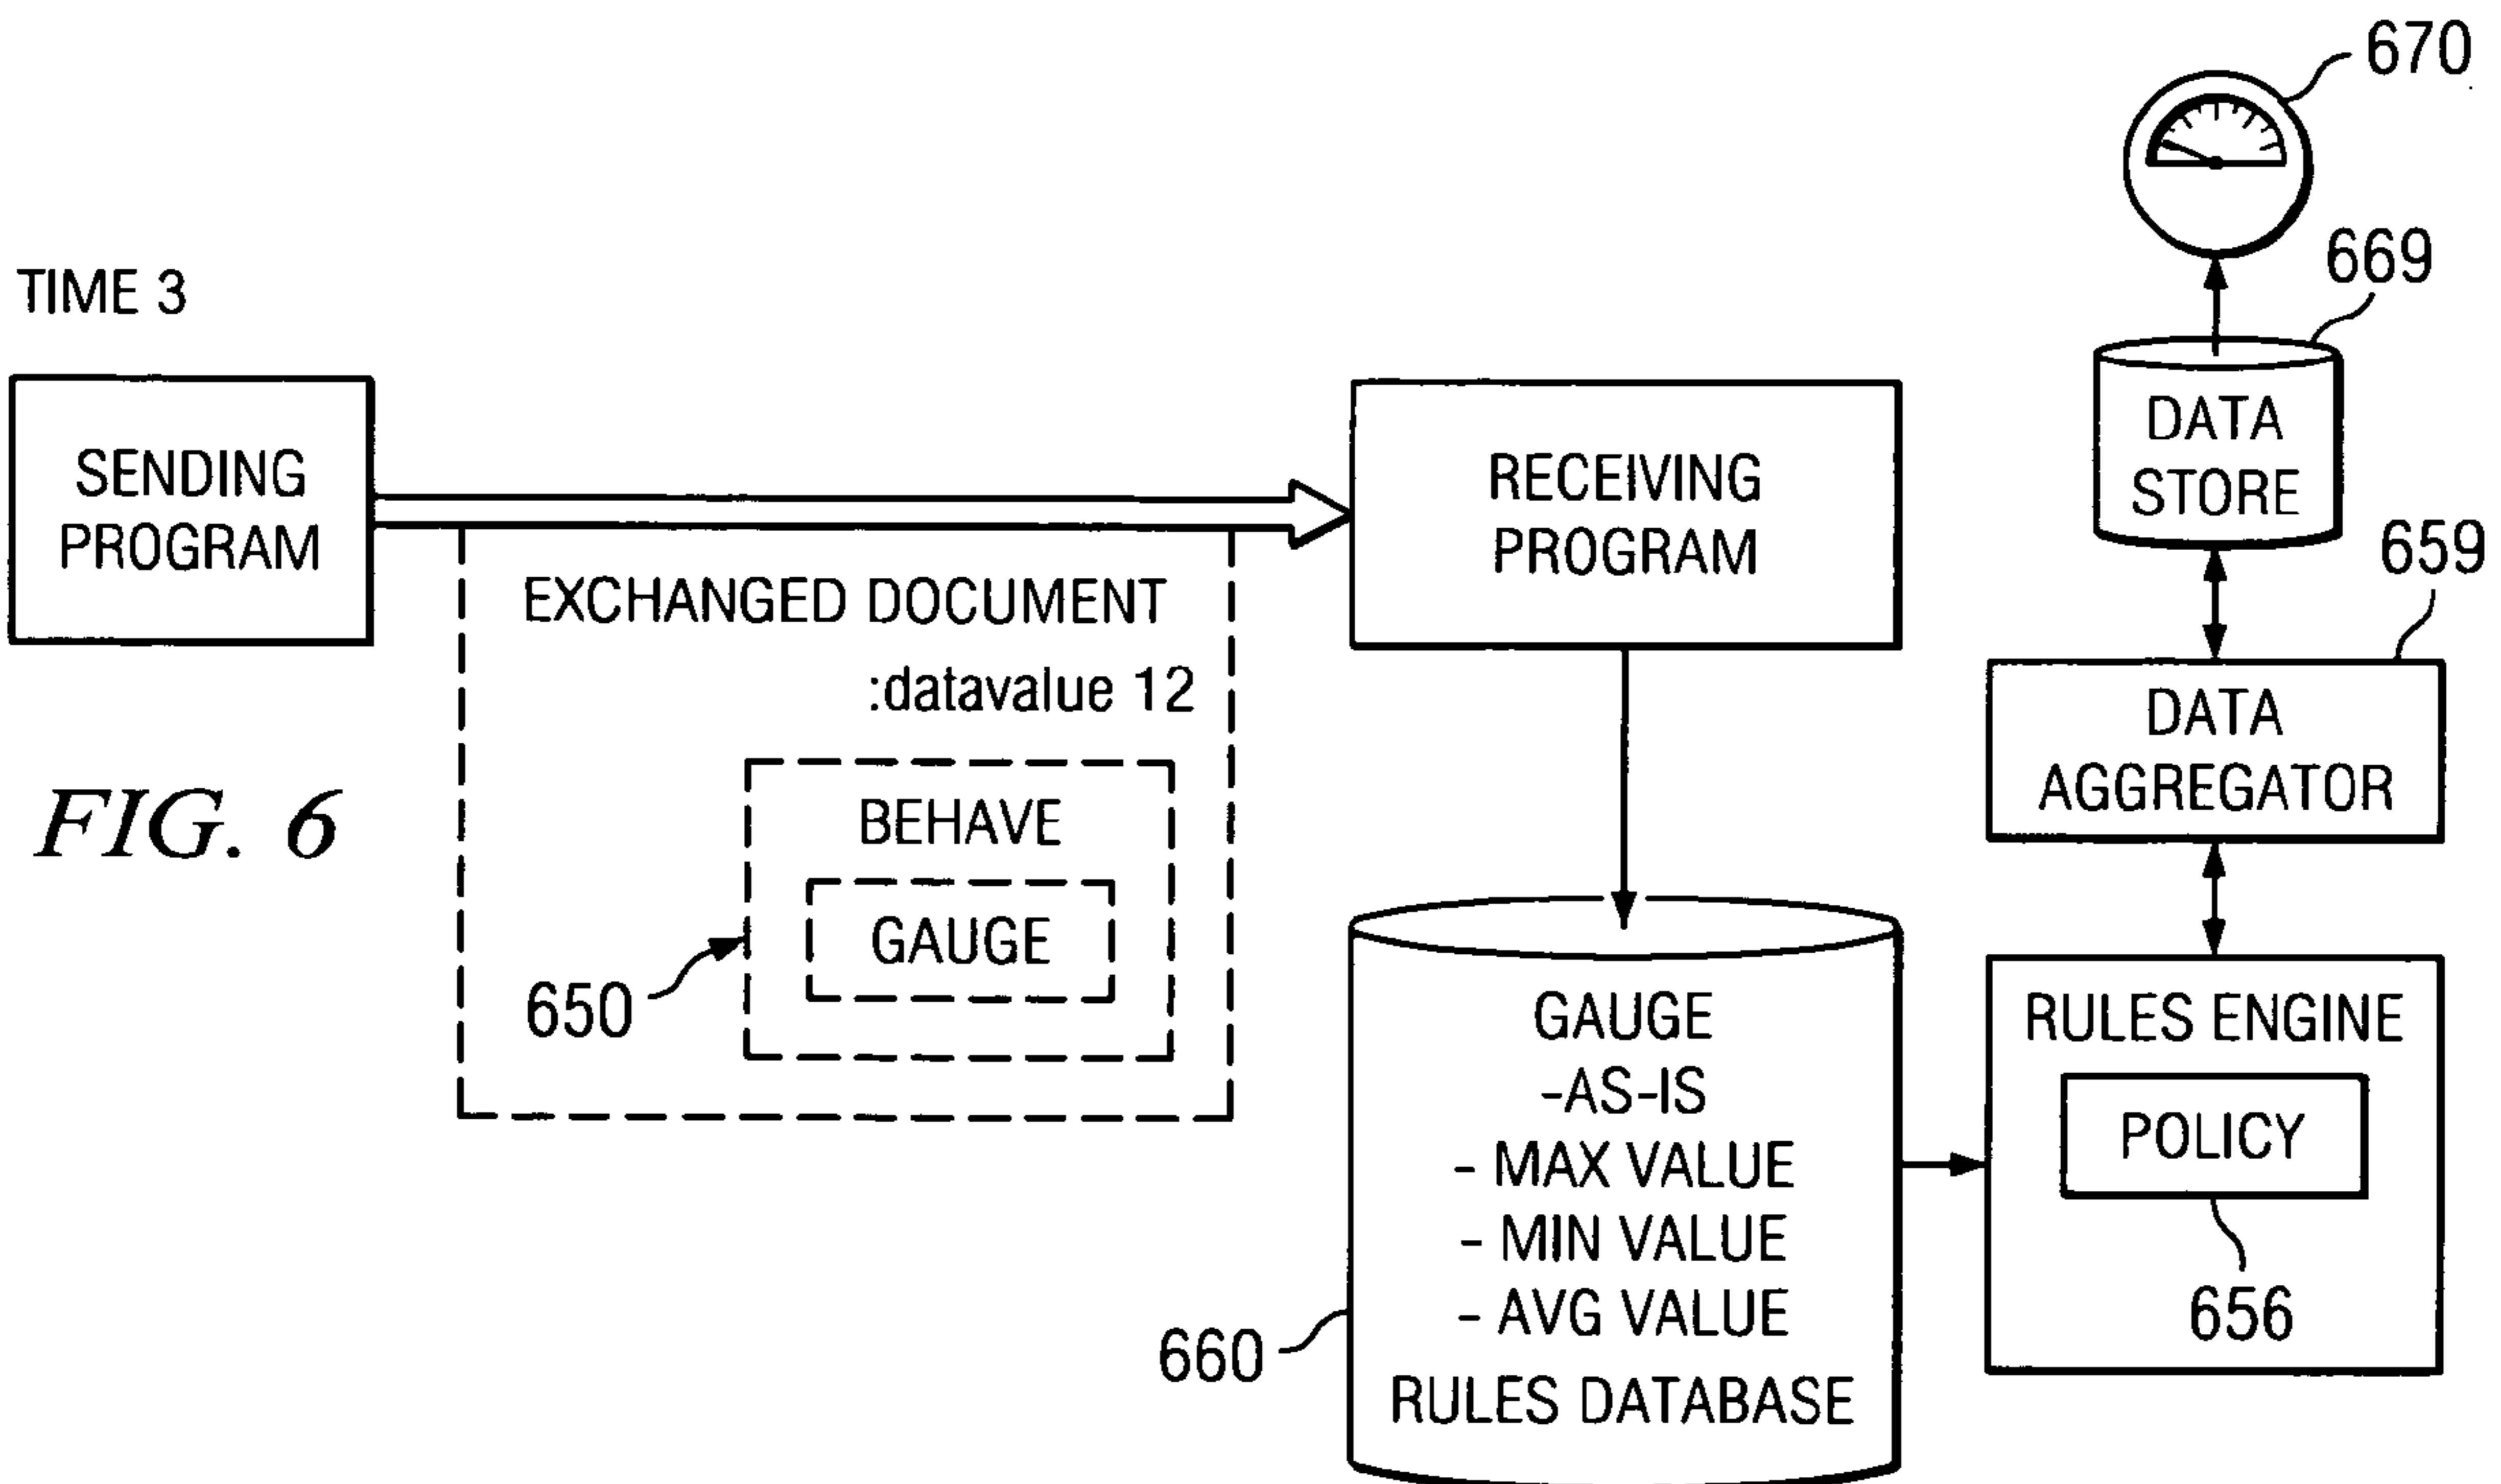 670
669
TIME 3
SENDING
PROGRAM
EXCHANGED DOCUMENT
:datavalue 12
BEHAVE
GAUGE
650
FIG. 6
RECEIVING
PROGRAM
DATA
STORE
659
DATA
AGGREGATOR
GAUGE
-AS-IS
- MAX VALUE
- MIN VALUE
- AVG VALUE
RULES DATABASE
660
RULES ENGINE
POLICY
656